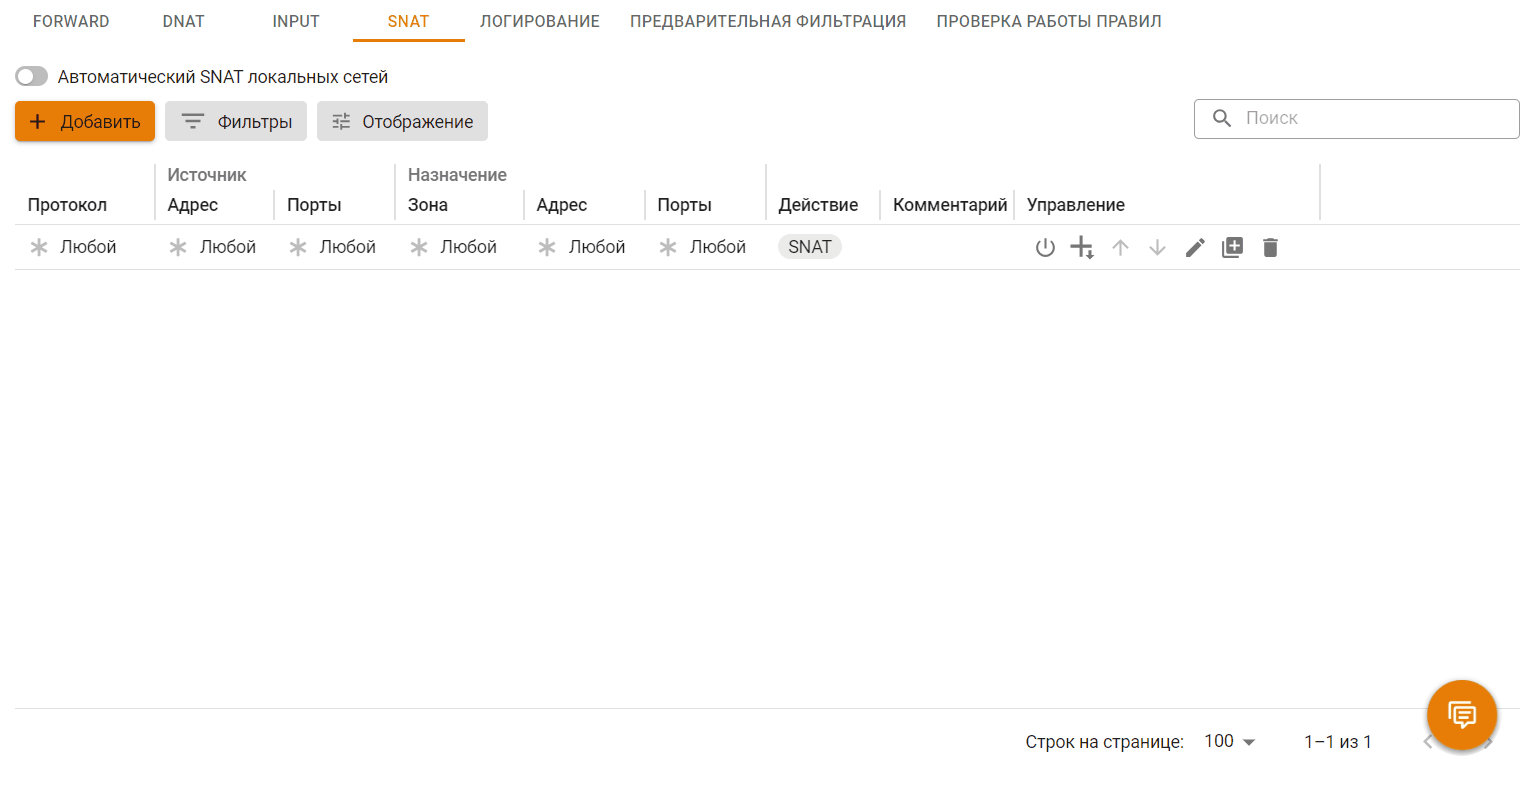 FORWARD DNAT INPUT SNAT ЛОГИРОВАНИЕ ПРЕДВАРИТЕЛЬНАЯ ФИЛЬТРАЦИЯ ПРОВЕРКА РАБОТЫ ПРАВИЛ
Автоматический SNAT локальных сетей
Добавить Фильтры Отображение Поиск
Источник Назначение
Протокол Адрес Порты Зона Адрес Порты Действие Комментарий Управление
Любой Любой Любой Любой Любой Любой SNAT
Строк на странице: 100 1–1 из 1